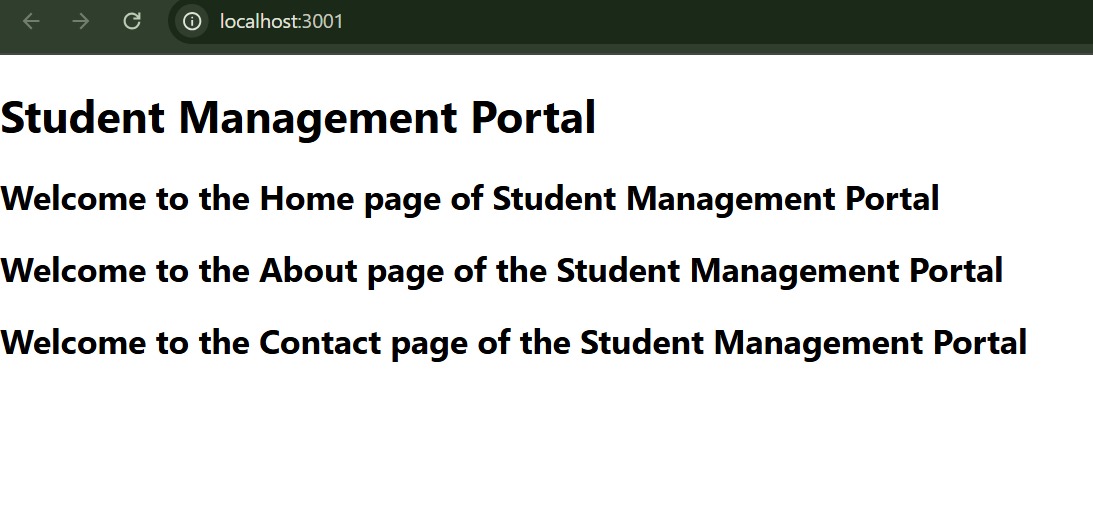 localhost:3001
Student Management Portal
Welcome to the Home page of Student Management Portal
Welcome to the About page of the Student Management Portal
Welcome to the Contact page of the Student Management Portal